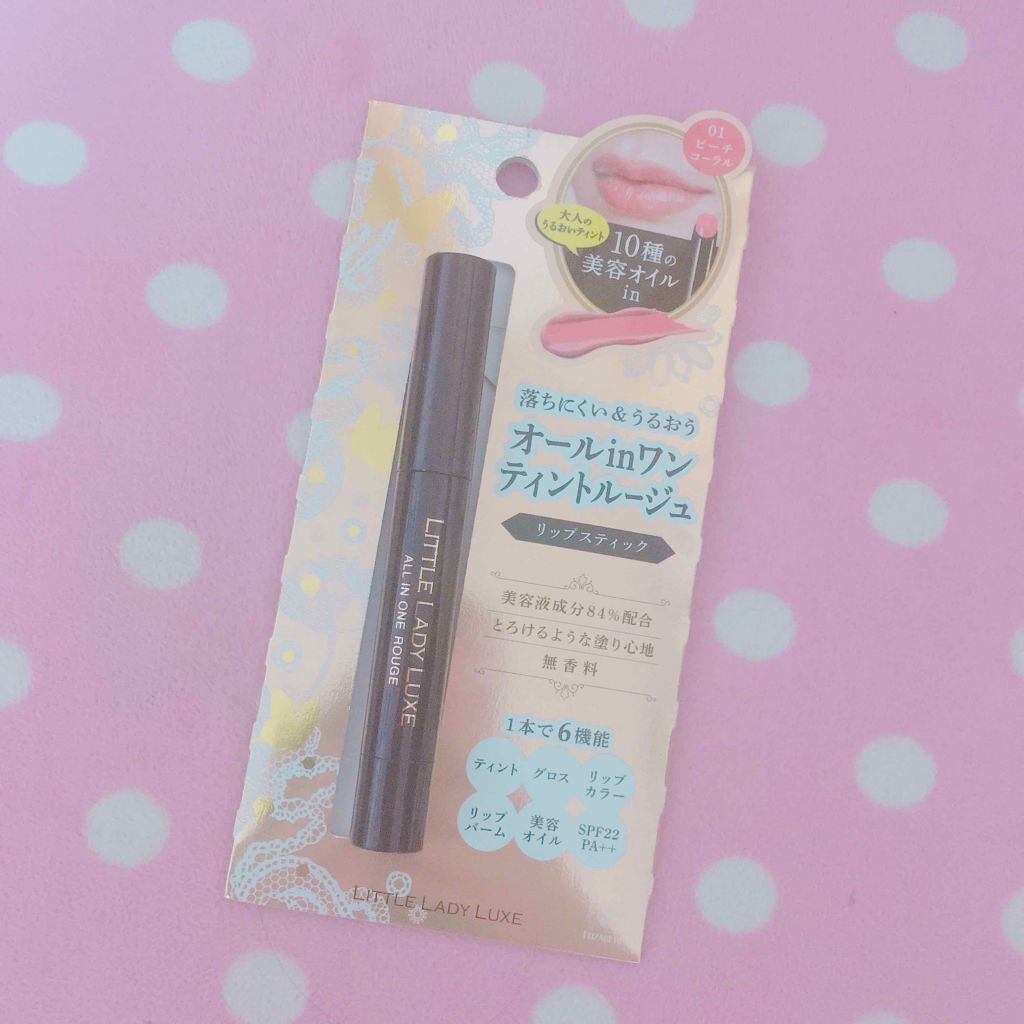 01
ピーチ
コーラル
大人の
うるおいティント
10種の
美容オイル
in
落ちにくい&うるおう
オールinワン
ティントルージュ
リップスティック
美容液成分84%配合
とろけるような塗り心地
無香料
1本で6機能
ティント
グロス
リップ
カラー
リップ
バーム
美容
オイル
SPF22
PA++
LITTLE LADY LUXE
ALL IN ONE ROUGE
LITTLE LADY LUXE